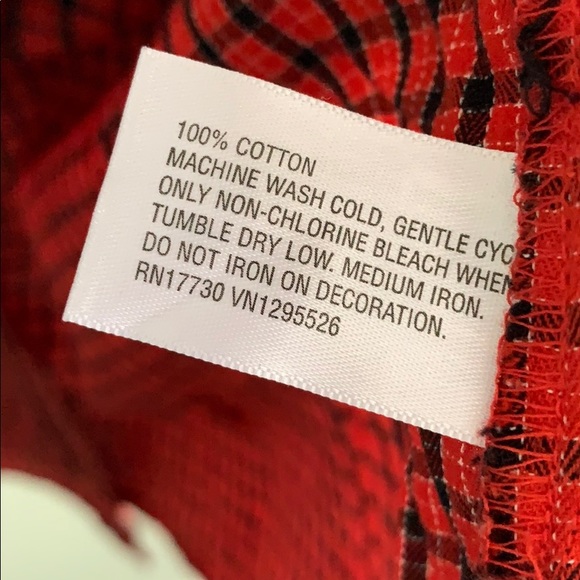 100% COTTON
MACHINE WASH COLD, GENTLE CYC
ONLY NON-CHLORINE BLEACH WHEN
TUMBLE DRY LOW. MEDIUM IRON.
DO NOT IRON ON DECORATION.
RN17730 VN1295526